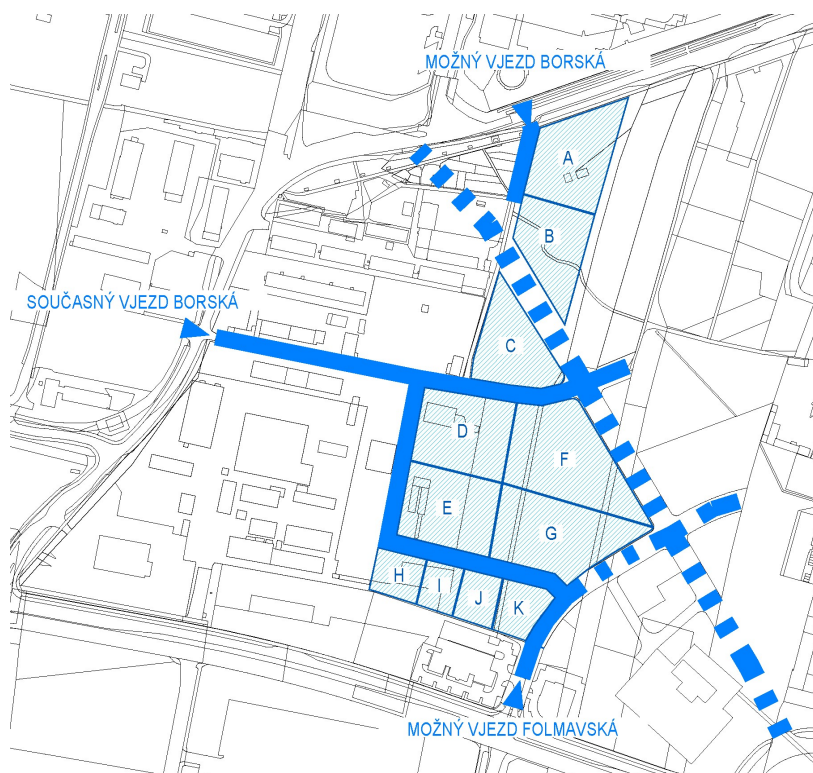 MOŽNÝ VJEZD BORSKÁ
A
B
SOUČASNÝ VJEZD BORSKÁ
C
D
F
E
G
H
I
J
K
MOŽNÝ VJEZD FOLMAVSKÁ